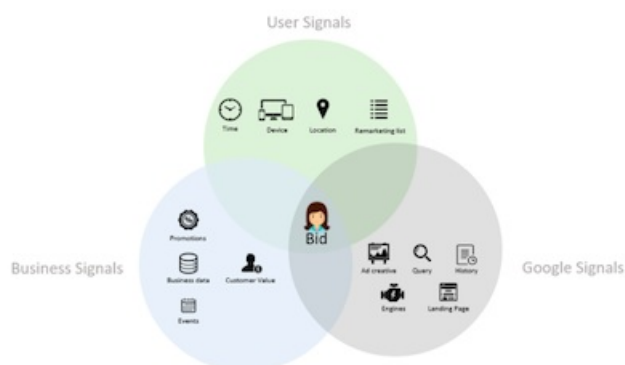 User Signals
Time Device Location Remarketing list
Promotions
Bid
Business Signals
Business data Customer Value
Events
Ad creative Query History
Google Signals
Engines Landing Page